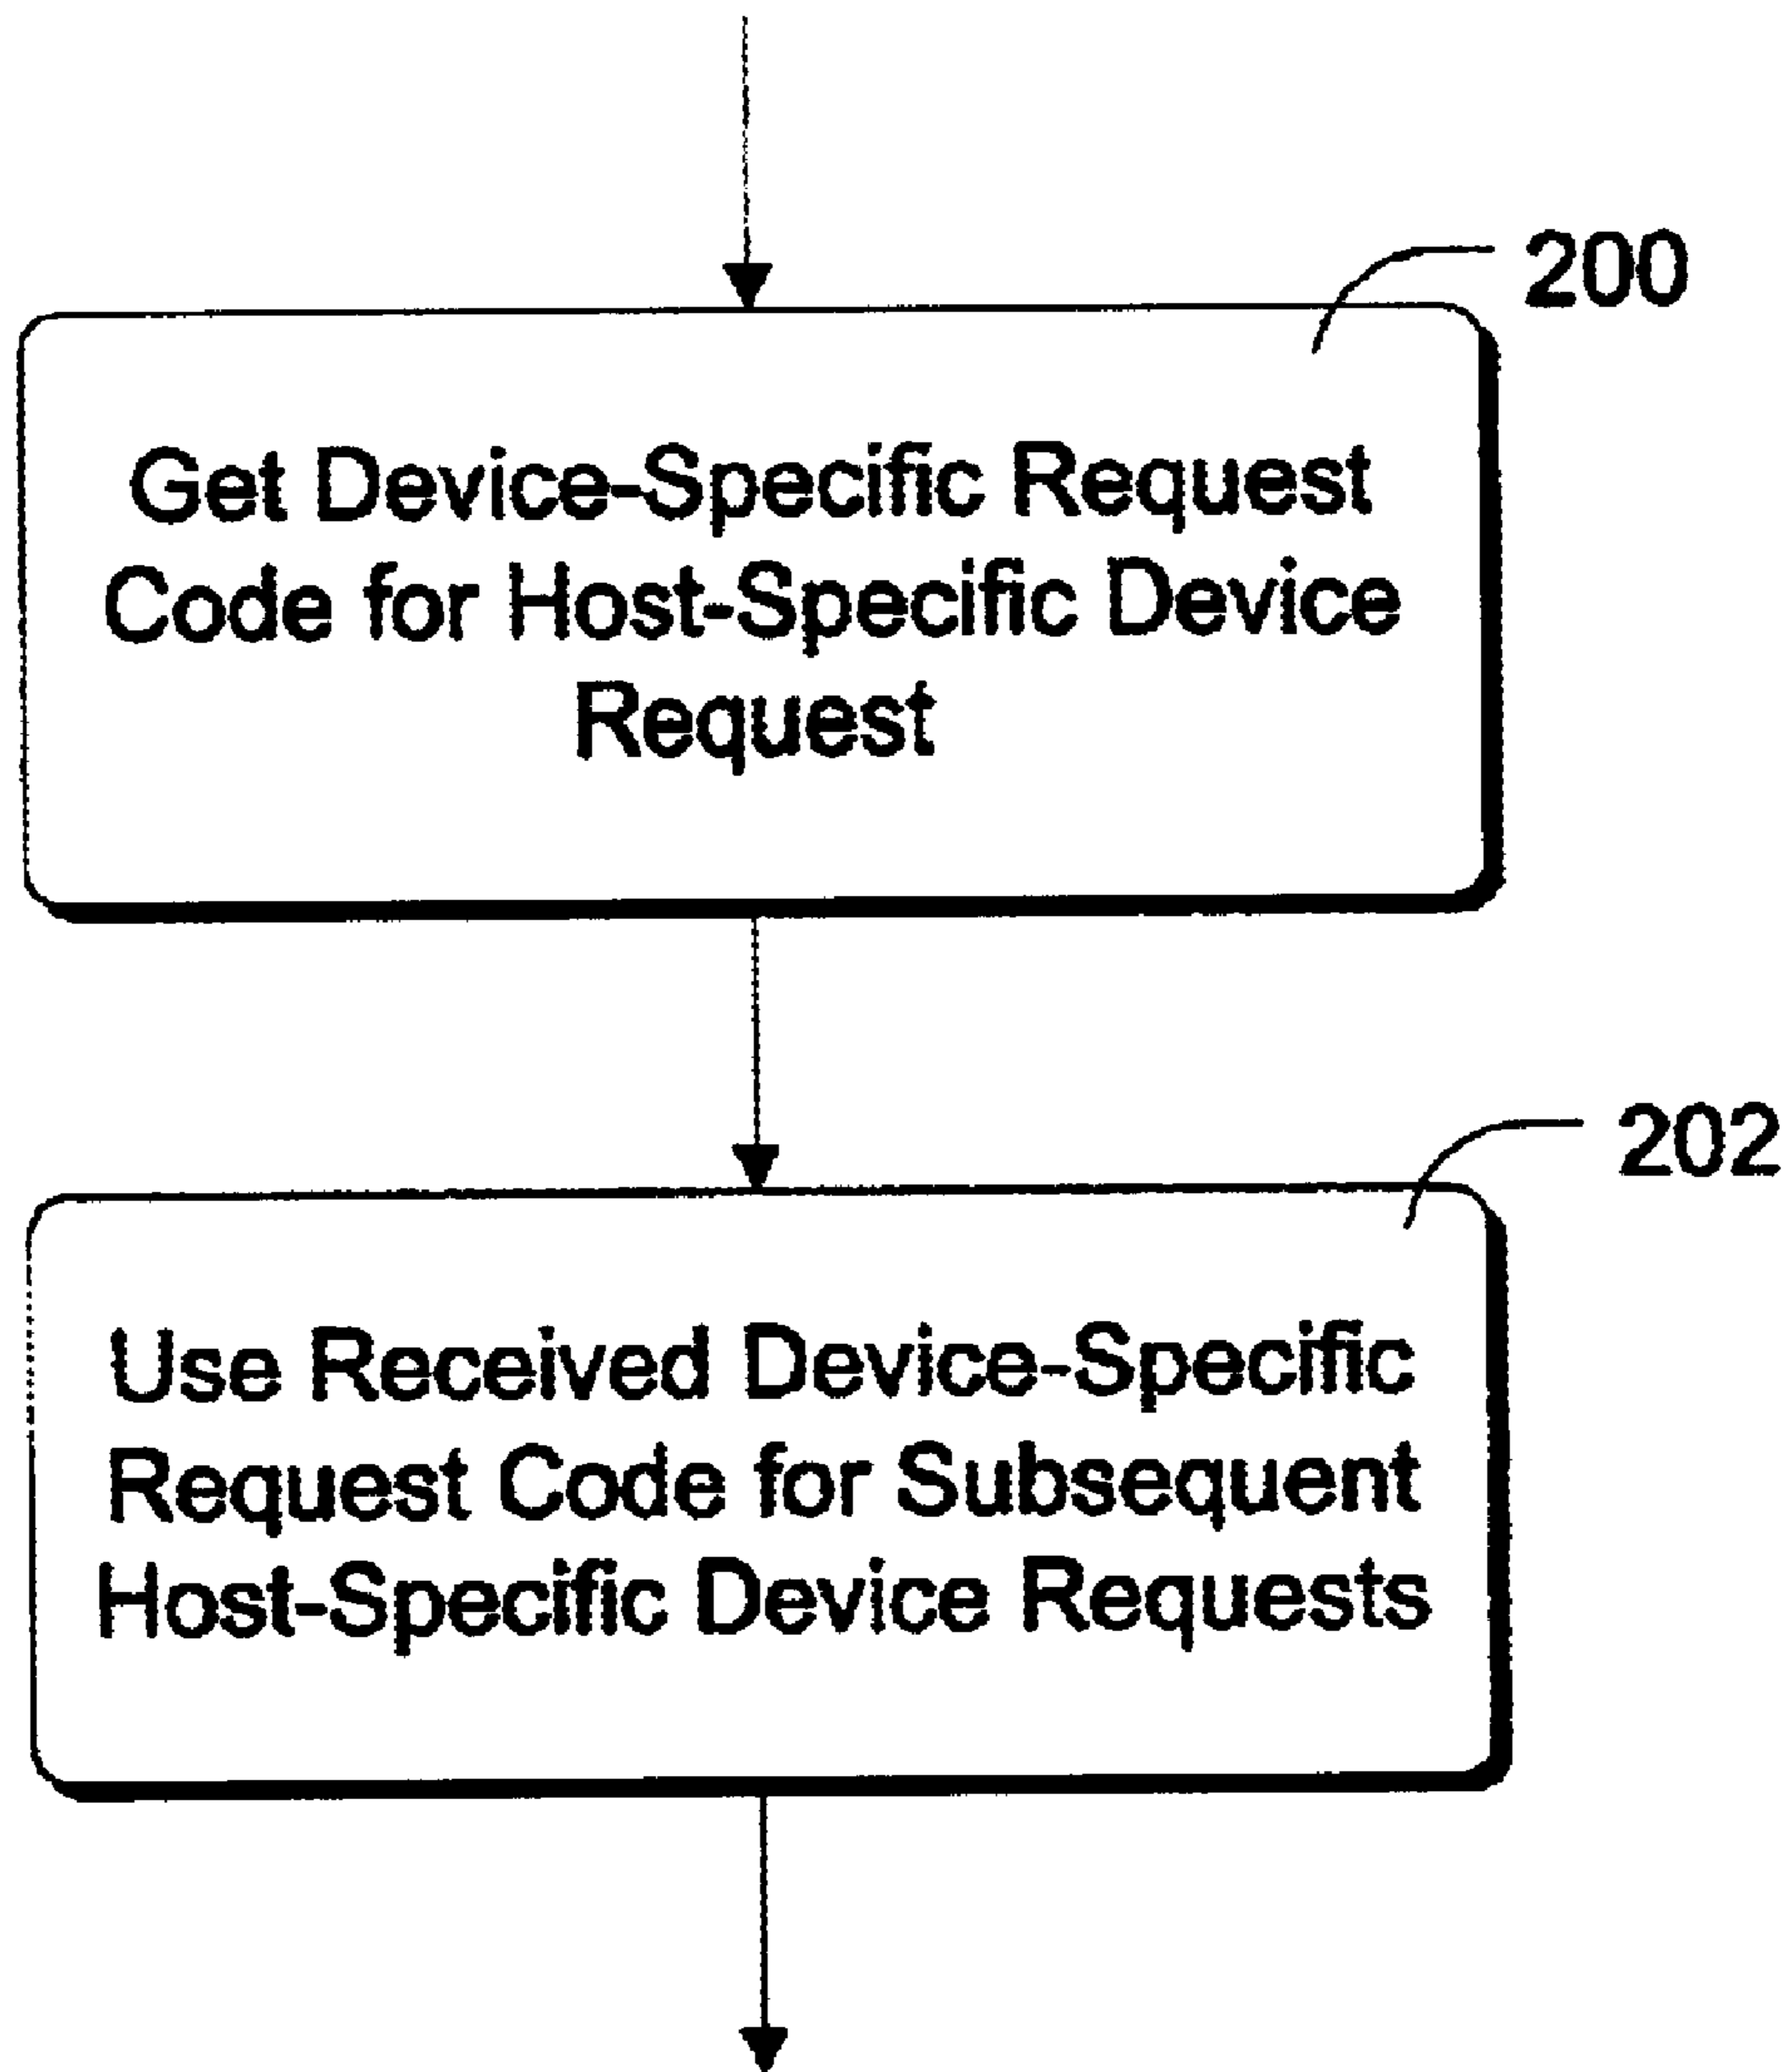 200
Get Device-Specific Request
Code for Host-Specific Device
Request
202
Use Received Device-Specific
Request Code for Subsequent
Host-Specific Device Requests